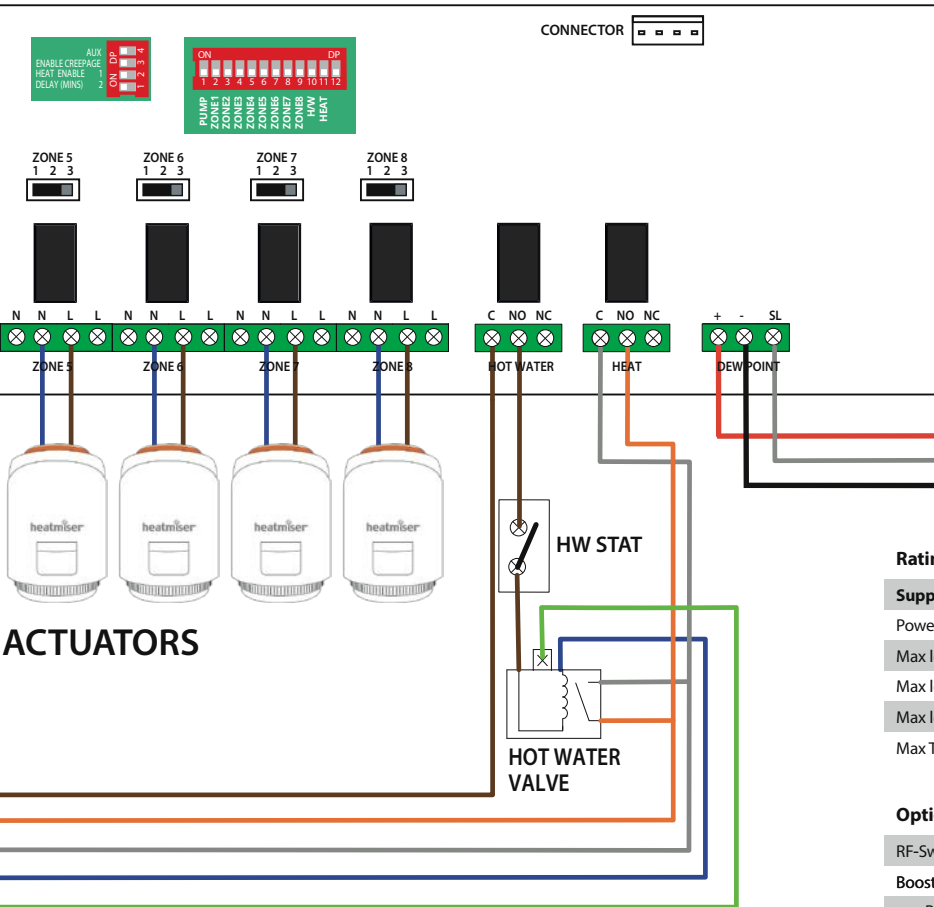 CONNECTOR
AUX
ENABLE CREEPAGE
HEAT ENABLE 1
DELAY (MINS) 2
ON DP
1 2 3 4
ON DP
1 2 3 4 5 6 7 8 9 10 11 12
PUMP
ZONE1
ZONE2
ZONE3
ZONE4
ZONE5
ZONE6
ZONE7
ZONE8
H/W
HEAT
ZONE 5 ZONE 6 ZONE 7 ZONE 8
1 2 3 1 2 3 1 2 3 1 2 3
N N L L N N L L N N L L N N L L C NO NC C NO NC + - SL
ZONE 5 ZONE 6 ZONE 7 ZONE 8 HOT WATER HEAT DEW POINT
heatmiser heatmiser heatmiser heatmiser
HW STAT
ACTUATORS
HOT WATER
VALVE